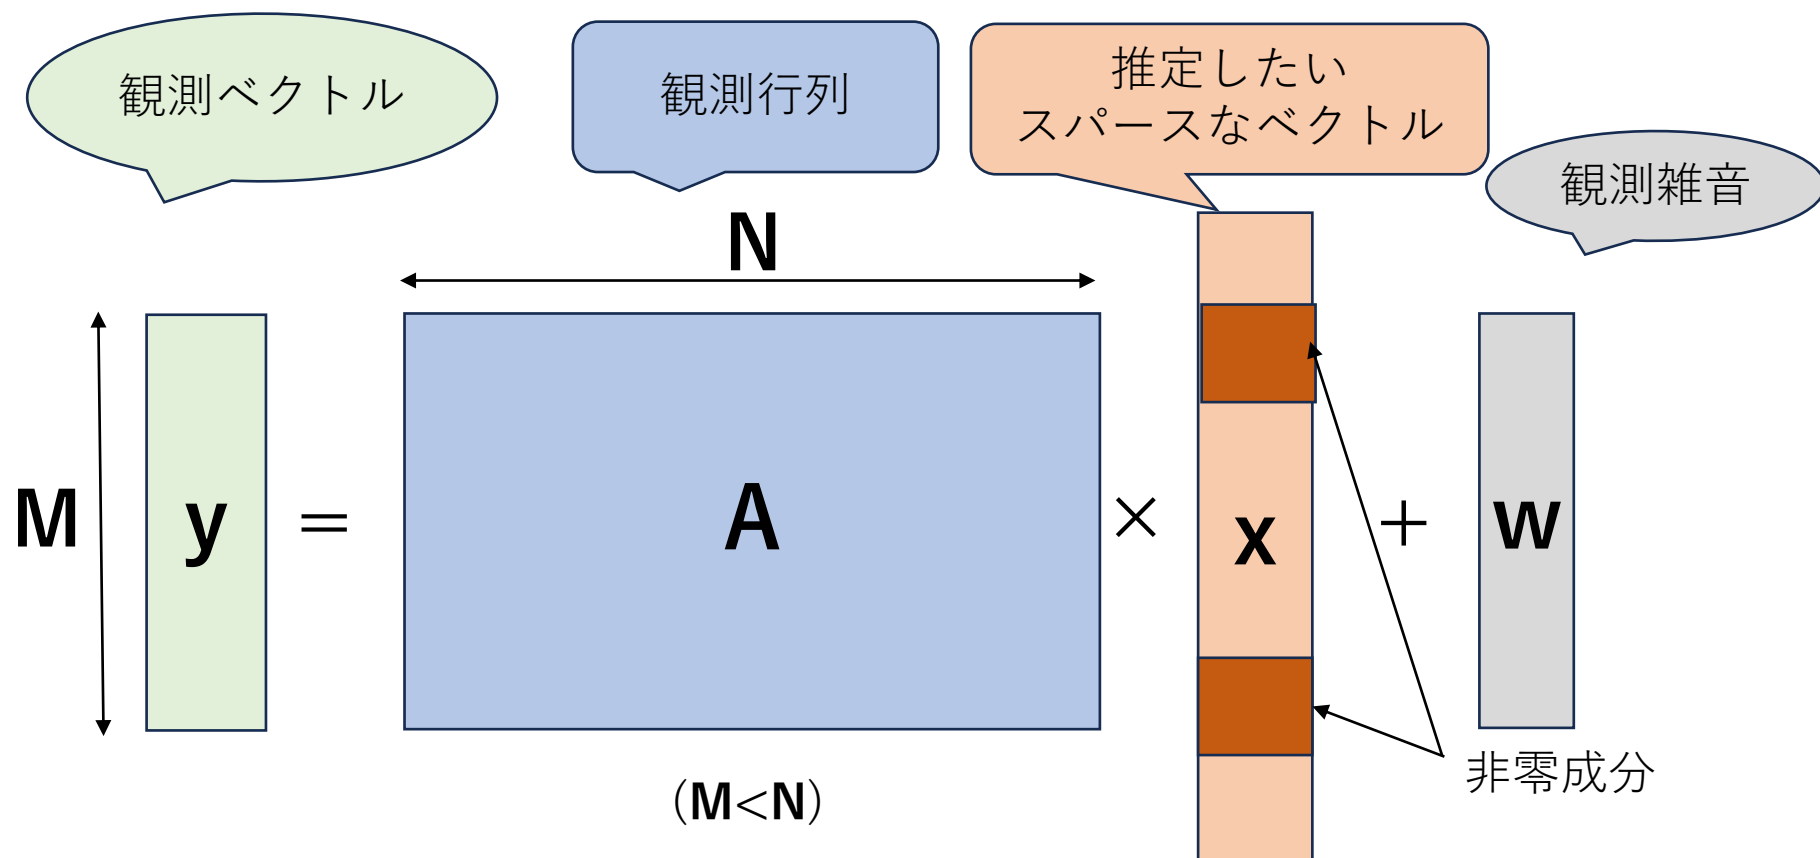 観測ベクトル
観測行列
推定したい
スパースなベクトル
観測雑音
N
M
y
=
A
×
x
+
w
非零成分
(M<N)